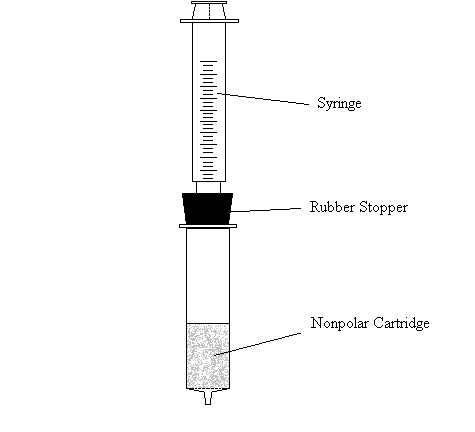 Syringe
Rubber Stopper
Nonpolar Cartridge